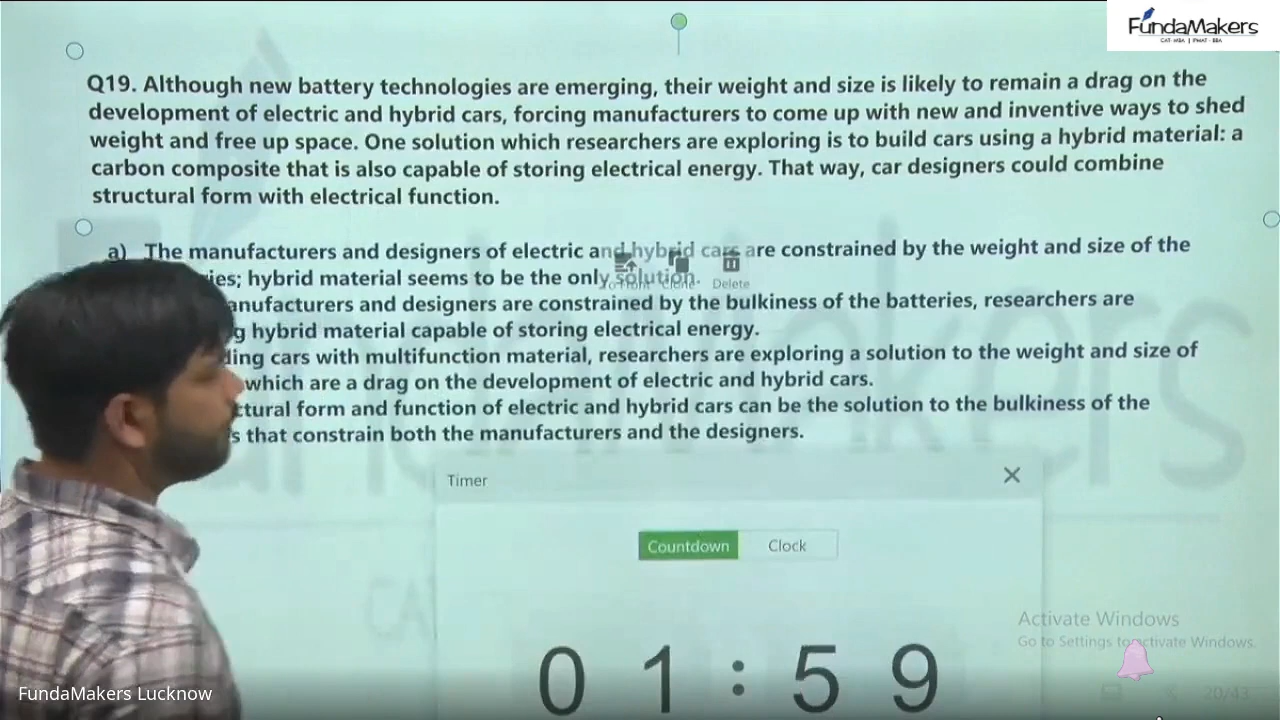 FundaMakers
CAT- MBA | IPMAT - BBA
Q19. Although new battery technologies are emerging, their weight and size is likely to remain a drag on the
development of electric and hybrid cars, forcing manufacturers to come up with new and inventive ways to shed
weight and free up space. One solution which researchers are exploring is to build cars using a hybrid material: a
carbon composite that is also capable of storing electrical energy. That way, car designers could combine
structural form with electrical function.
a) The manufacturers and designers of electric and hybrid cars are constrained by the weight and size of the
hybrid material seems to be the only solution.
Delete
manufacturers and designers are constrained by the bulkiness of the batteries, researchers are
hybrid material capable of storing electrical energy.
cars with multifunction material, researchers are exploring a solution to the weight and size of
which are a drag on the development of electric and hybrid cars.
form and function of electric and hybrid cars can be the solution to the bulkiness of the
that constrain both the manufacturers and the designers.
Timer
Countdown
Clock
01:59
Activate Windows
Go to Settings to activate Windows.
20/43
FundaMakers Lucknow